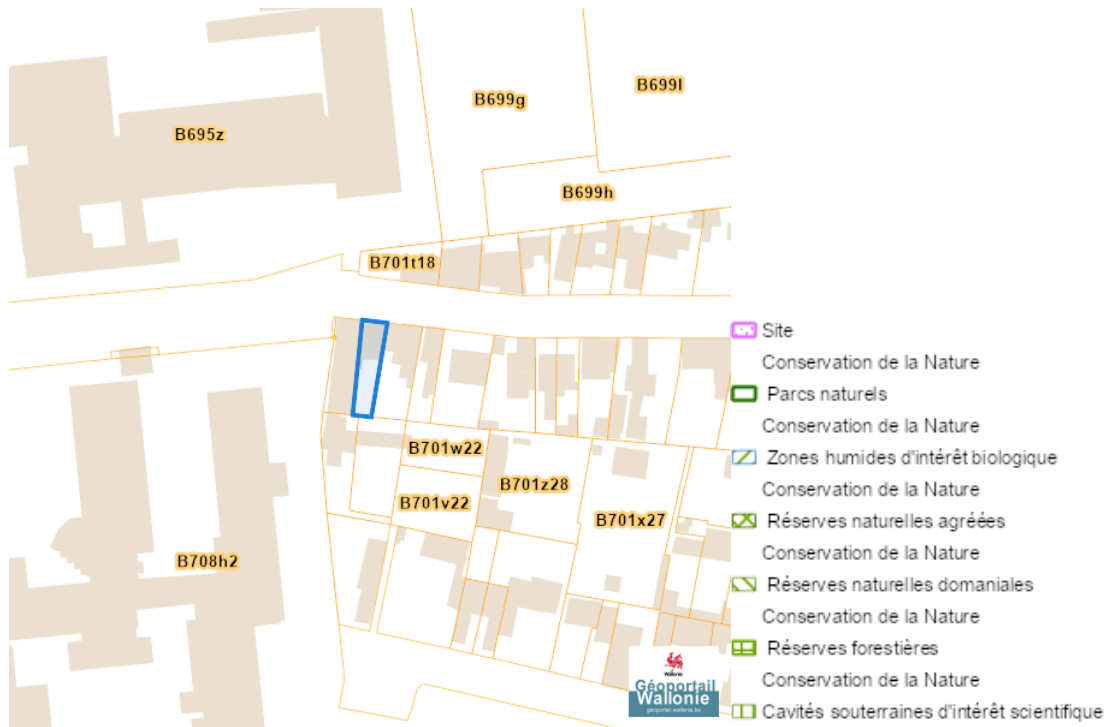 B699l
B699g
B695z
B699h
B701t18
B701w22
B701z28
B701v22
B701x27
B708h2
Site
Conservation de la Nature
Parcs naturels
Conservation de la Nature
Zones humides d'intérêt biologique
Conservation de la Nature
Réserves naturelles agréées
Conservation de la Nature
Réserves naturelles domaniales
Conservation de la Nature
Réserves forestières
Conservation de la Nature
Cavités souterraines d'intérêt scientifique
Wallonie
Géoportail
Wallonie
geoportail.wallonie.be